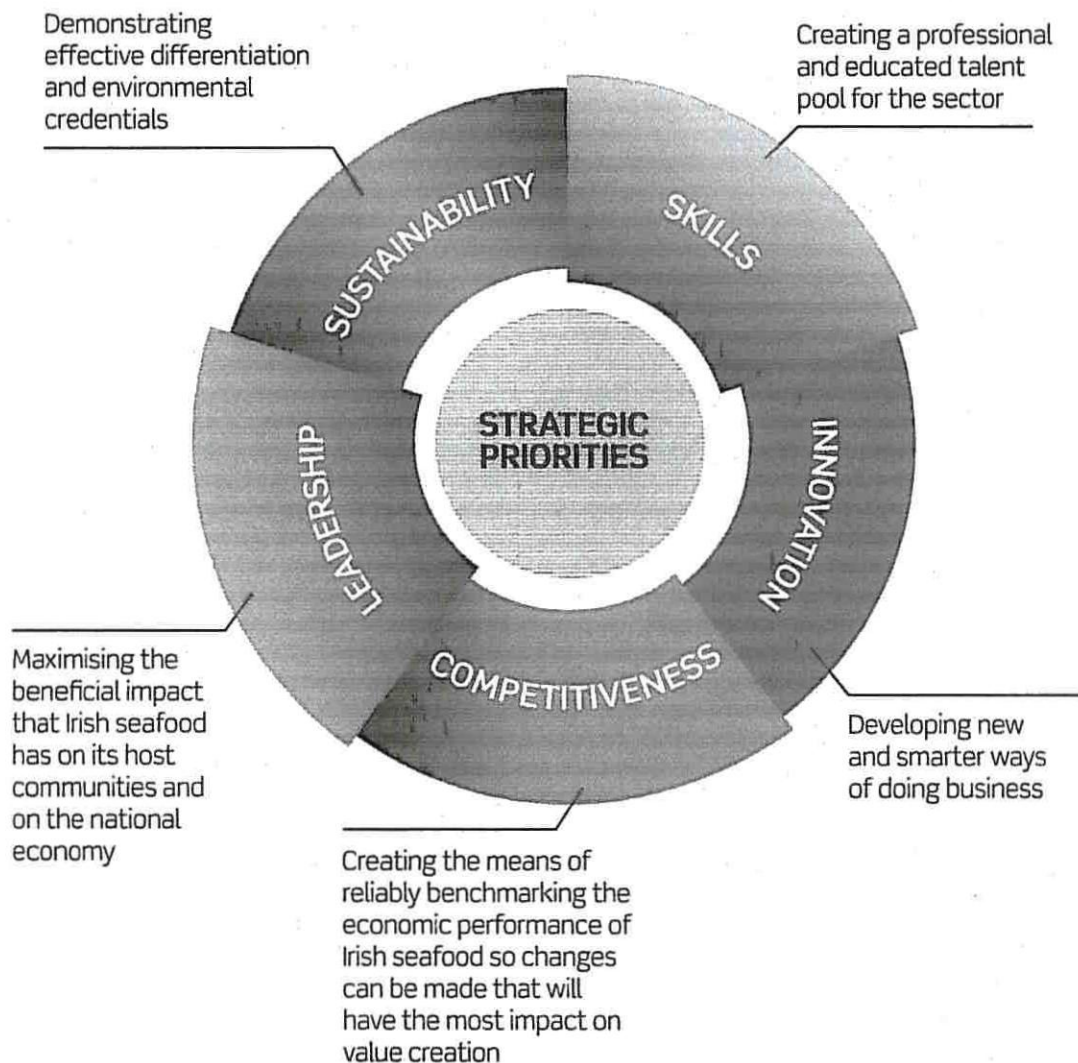 Demonstrating
effective differentiation
and environmental
credentials
Creating a professional
and educated talent
pool for the sector
SUSTAINABILITY
SKILLS
STRATEGIC
PRIORITIES
LEADERSHIP
INNOVATION
COMPETITIVENESS
Maximising the
beneficial impact
that Irish seafood
has on its host
communities and
on the national
economy
Developing new
and smarter ways
of doing business
Creating the means of
reliably benchmarking the
economic performance of
Irish seafood so changes
can be made that will
have the most impact on
value creation